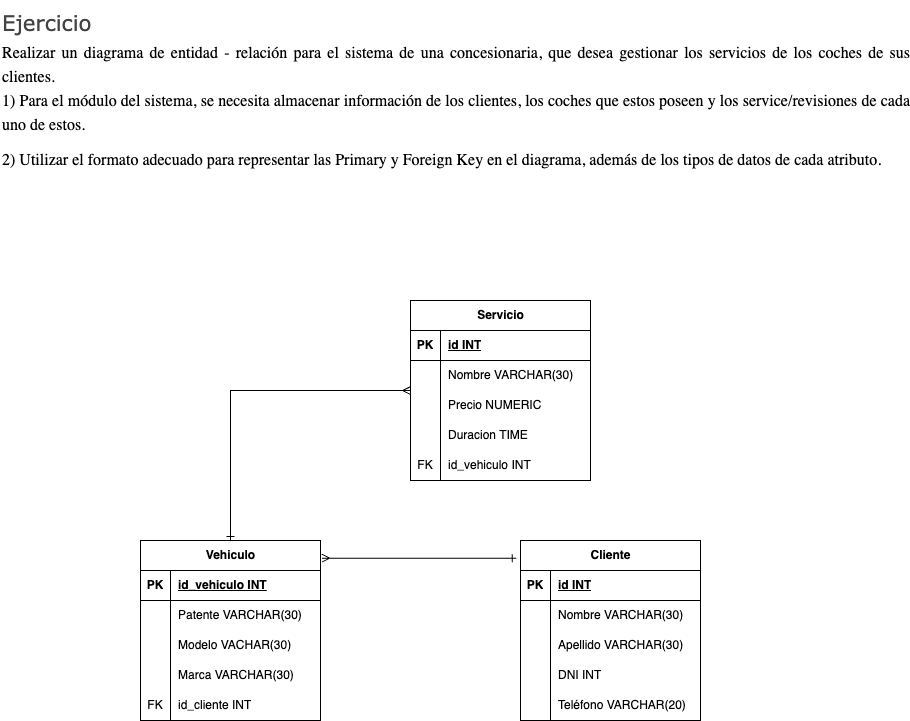 Ejercicio
Realizar un diagrama de entidad - relación para el sistema de una concesionaria, que desea gestionar los servicios de los coches de sus
clientes.
1) Para el módulo del sistema, se necesita almacenar información de los clientes, los coches que estos poseen y los service/revisiones de cada
uno de estos.
2) Utilizar el formato adecuado para representar las Primary y Foreign Key en el diagrama, además de los tipos de datos de cada atributo.
Servicio
PK id INT
Nombre VARCHAR(30)
Precio NUMERIC
Duracion TIME
FK id_vehiculo INT
Vehiculo
PK id_vehiculo INT
Patente VARCHAR(30)
Modelo VACHAR(30)
Marca VARCHAR(30)
FK id_cliente INT
Cliente
PK id INT
Nombre VARCHAR(30)
Apellido VARCHAR(30)
DNI INT
Teléfono VARCHAR(20)